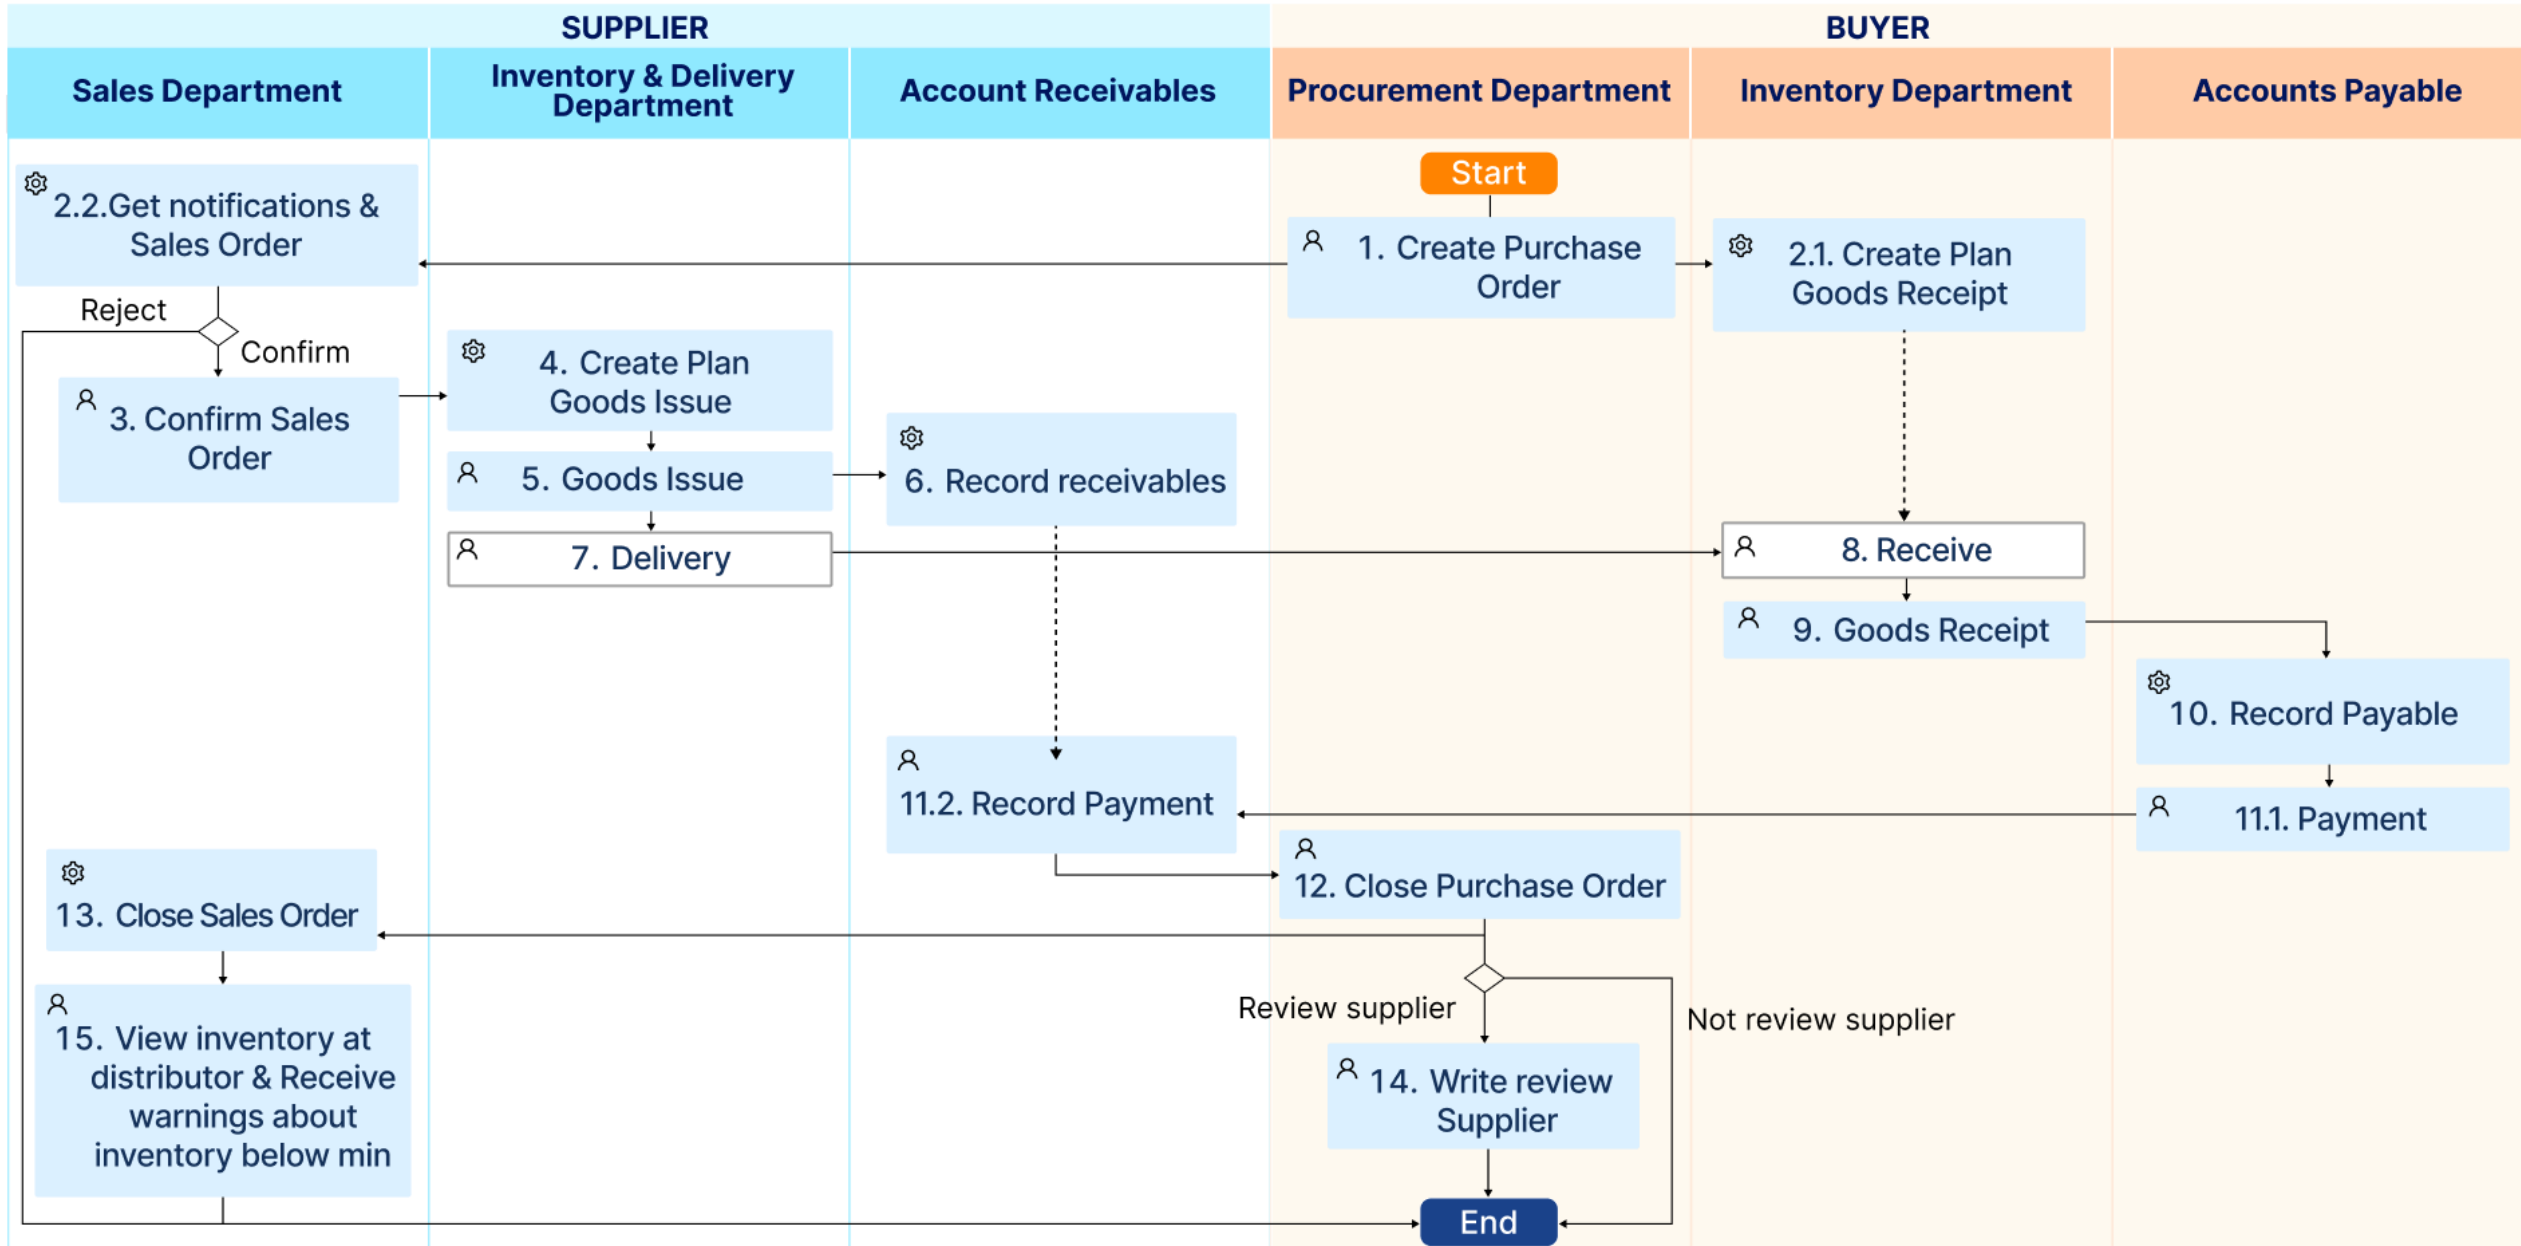 SUPPLIER
BUYER
Sales Department
Inventory & Delivery
Department
Account Receivables
Procurement Department
Inventory Department
Accounts Payable
Start
2.2.Get notifications &
Sales Order
1. Create Purchase
Order
2.1. Create Plan
Goods Receipt
Reject
Confirm
3. Confirm Sales
Order
4. Create Plan
Goods Issue
5. Goods Issue
6. Record receivables
7. Delivery
8. Receive
9. Goods Receipt
10. Record Payable
11.2. Record Payment
11.1. Payment
12. Close Purchase Order
13. Close Sales Order
Review supplier
Not review supplier
15. View inventory at
distributor & Receive
warnings about
inventory below min
14. Write review
Supplier
End